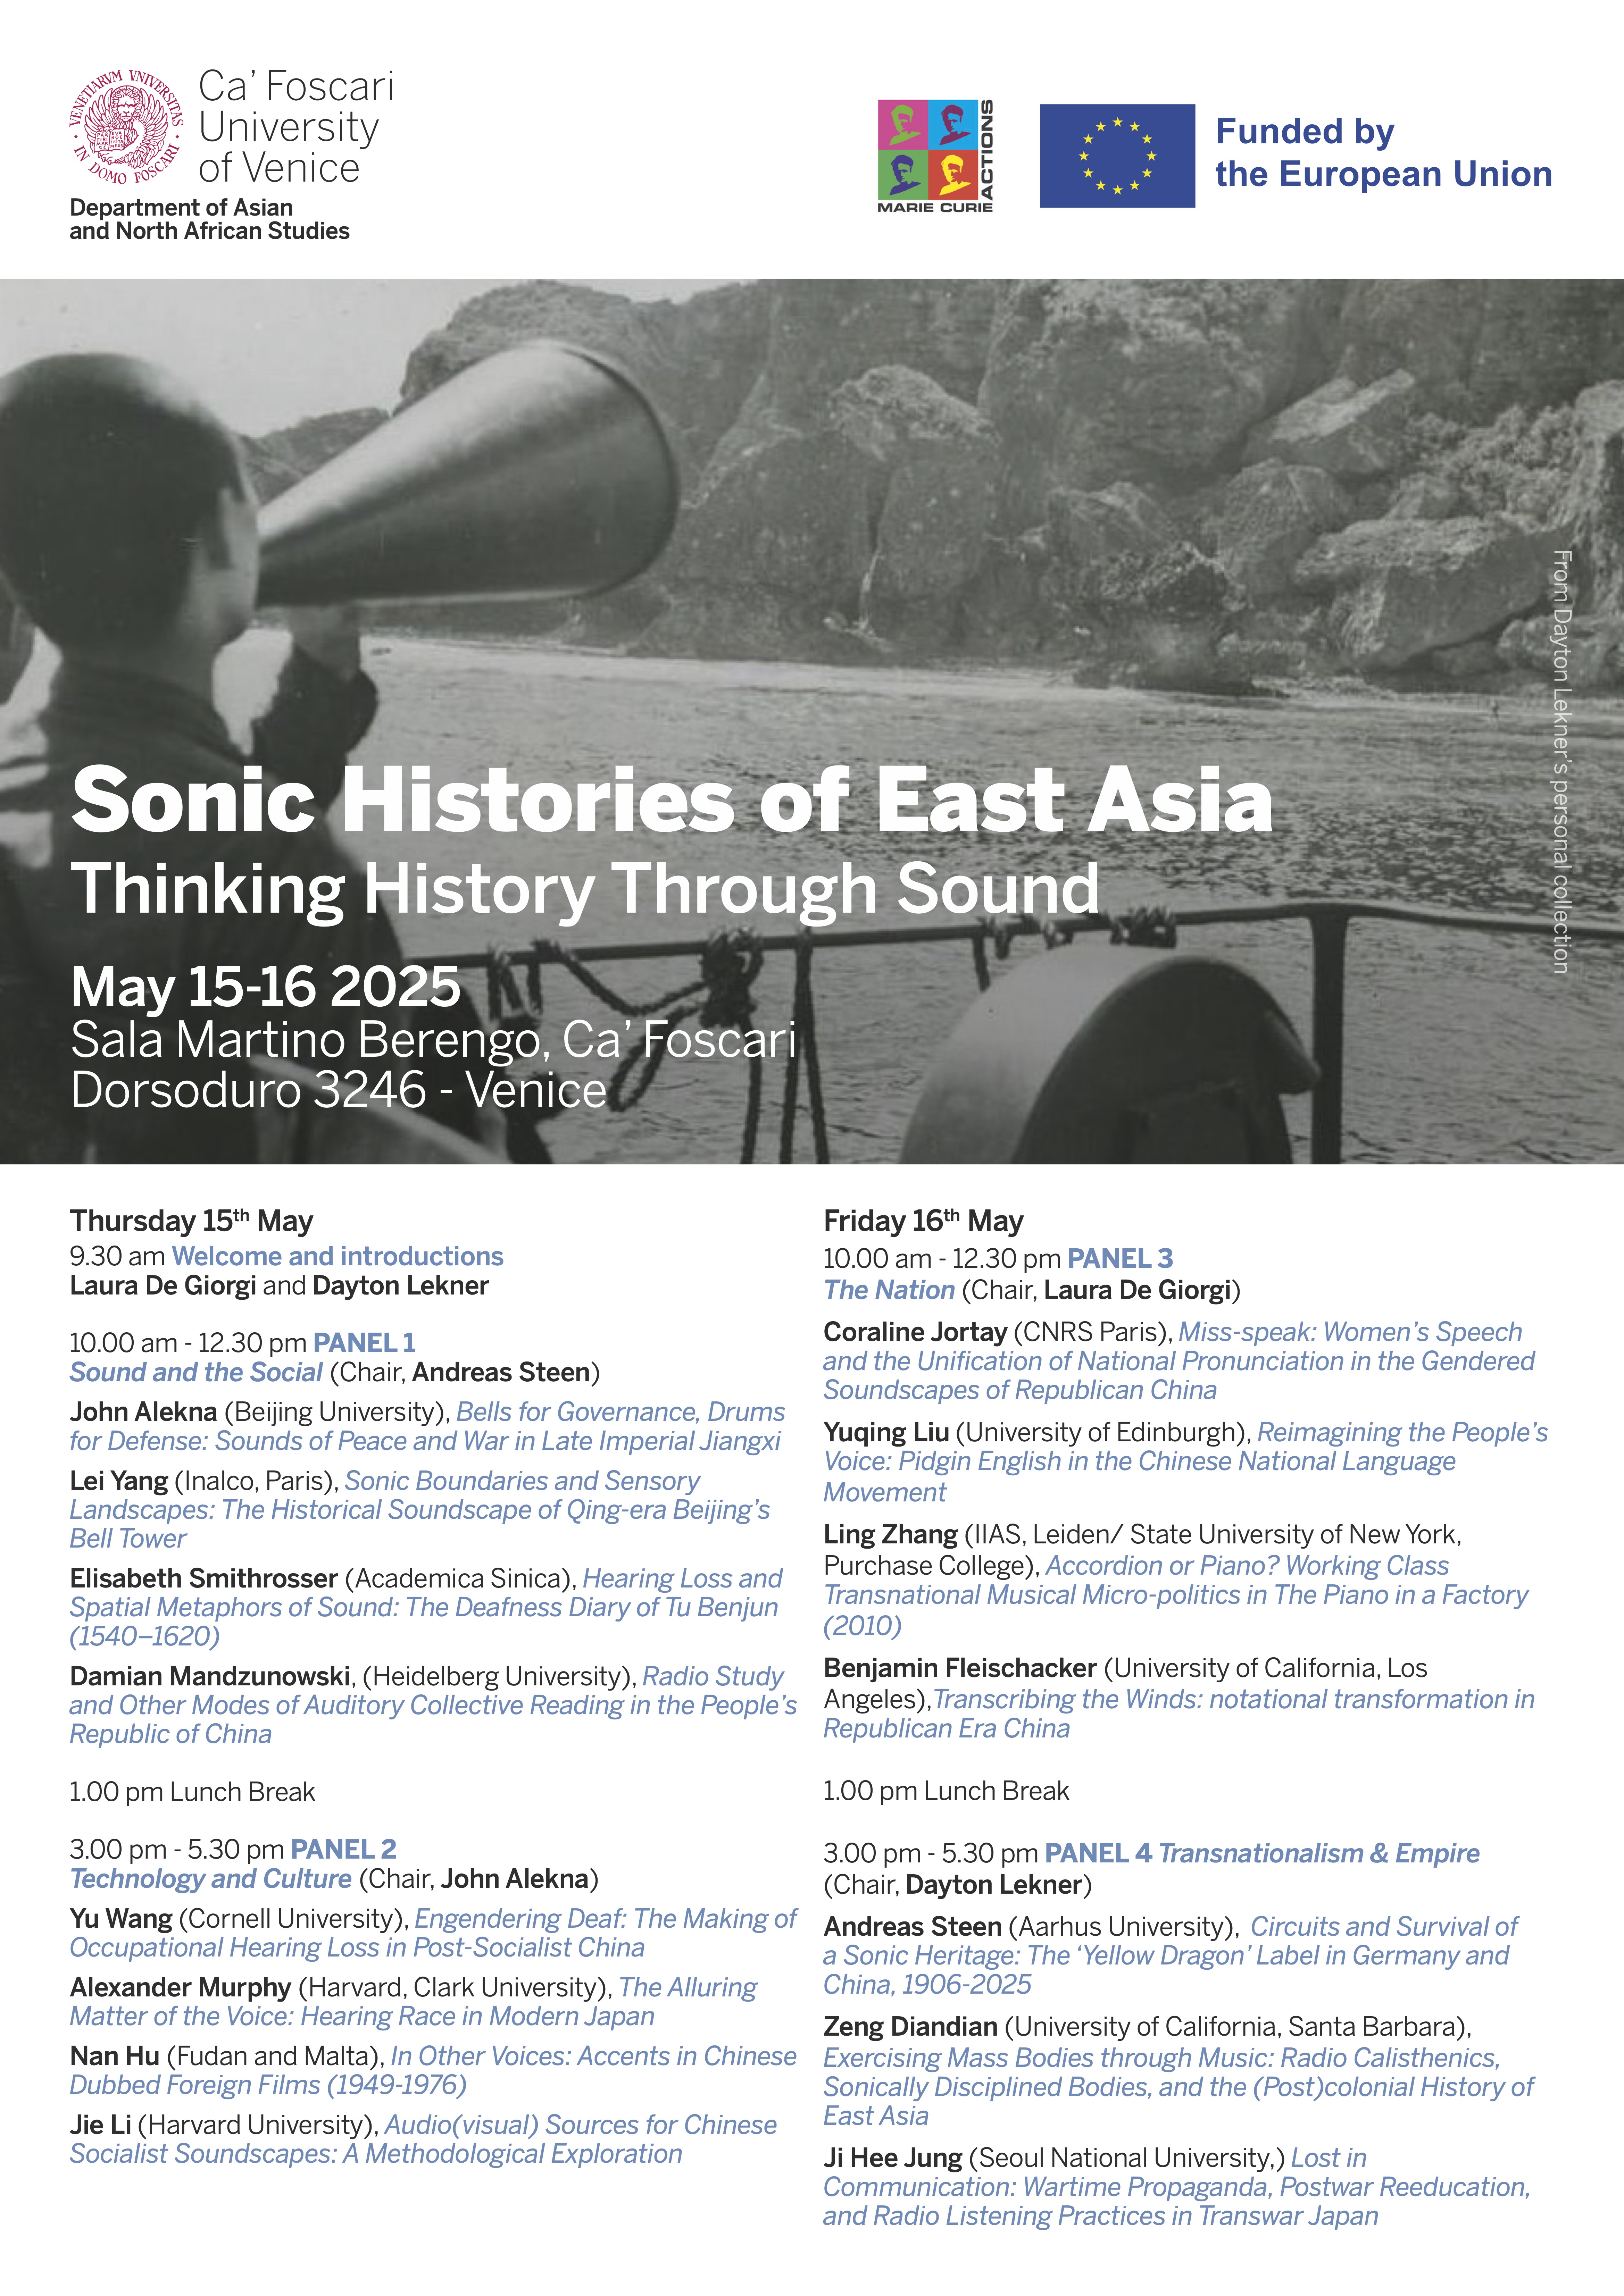 VENETIARVM VNIVERSITAS
IN DOMO FOSCARI
Ca’ Foscari
University
of Venice
Department of Asian
and North African Studies
MARIE CURIE
ACTIONS
Funded by
the European Union
From Dayton Lekner’s personal collection
Sonic Histories of East Asia
Thinking History Through Sound
May 15-16 2025
Sala Martino Berengo, Ca’ Foscari
Dorsoduro 3246 - Venice
Thursday 15th May
9.30 am Welcome and introductions
Laura De Giorgi and Dayton Lekner
10.00 am - 12.30 pm PANEL 1
Sound and the Social (Chair, Andreas Steen)
John Alekna (Beijing University), Bells for Governance, Drums
for Defense: Sounds of Peace and War in Late Imperial Jiangxi
Lei Yang (Inalco, Paris), Sonic Boundaries and Sensory
Landscapes: The Historical Soundscape of Qing-era Beijing’s
Bell Tower
Elisabeth Smithrosser (Academica Sinica), Hearing Loss and
Spatial Metaphors of Sound: The Deafness Diary of Tu Benjun
(1540–1620)
Damian Mandzunowski, (Heidelberg University), Radio Study
and Other Modes of Auditory Collective Reading in the People’s
Republic of China
1.00 pm Lunch Break
3.00 pm - 5.30 pm PANEL 2
Technology and Culture (Chair, John Alekna)
Yu Wang (Cornell University), Engendering Deaf: The Making of
Occupational Hearing Loss in Post-Socialist China
Alexander Murphy (Harvard, Clark University), The Alluring
Matter of the Voice: Hearing Race in Modern Japan
Nan Hu (Fudan and Malta), In Other Voices: Accents in Chinese
Dubbed Foreign Films (1949-1976)
Jie Li (Harvard University), Audio(visual) Sources for Chinese
Socialist Soundscapes: A Methodological Exploration
Friday 16th May
10.00 am - 12.30 pm PANEL 3
The Nation (Chair, Laura De Giorgi)
Coraline Jortay (CNRS Paris), Miss-speak: Women’s Speech
and the Unification of National Pronunciation in the Gendered
Soundscapes of Republican China
Yuqing Liu (University of Edinburgh), Reimagining the People’s
Voice: Pidgin English in the Chinese National Language
Movement
Ling Zhang (IIAS, Leiden/ State University of New York,
Purchase College), Accordion or Piano? Working Class
Transnational Musical Micro-politics in The Piano in a Factory
(2010)
Benjamin Fleischacker (University of California, Los
Angeles),Transcribing the Winds: notational transformation in
Republican Era China
1.00 pm Lunch Break
3.00 pm - 5.30 pm PANEL 4 Transnationalism & Empire
(Chair, Dayton Lekner)
Andreas Steen (Aarhus University), Circuits and Survival of
a Sonic Heritage: The ‘Yellow Dragon’ Label in Germany and
China, 1906-2025
Zeng Diandian (University of California, Santa Barbara),
Exercising Mass Bodies through Music: Radio Calisthenics,
Sonically Disciplined Bodies, and the (Post)colonial History of
East Asia
Ji Hee Jung (Seoul National University,) Lost in
Communication: Wartime Propaganda, Postwar Reeducation,
and Radio Listening Practices in Transwar Japan